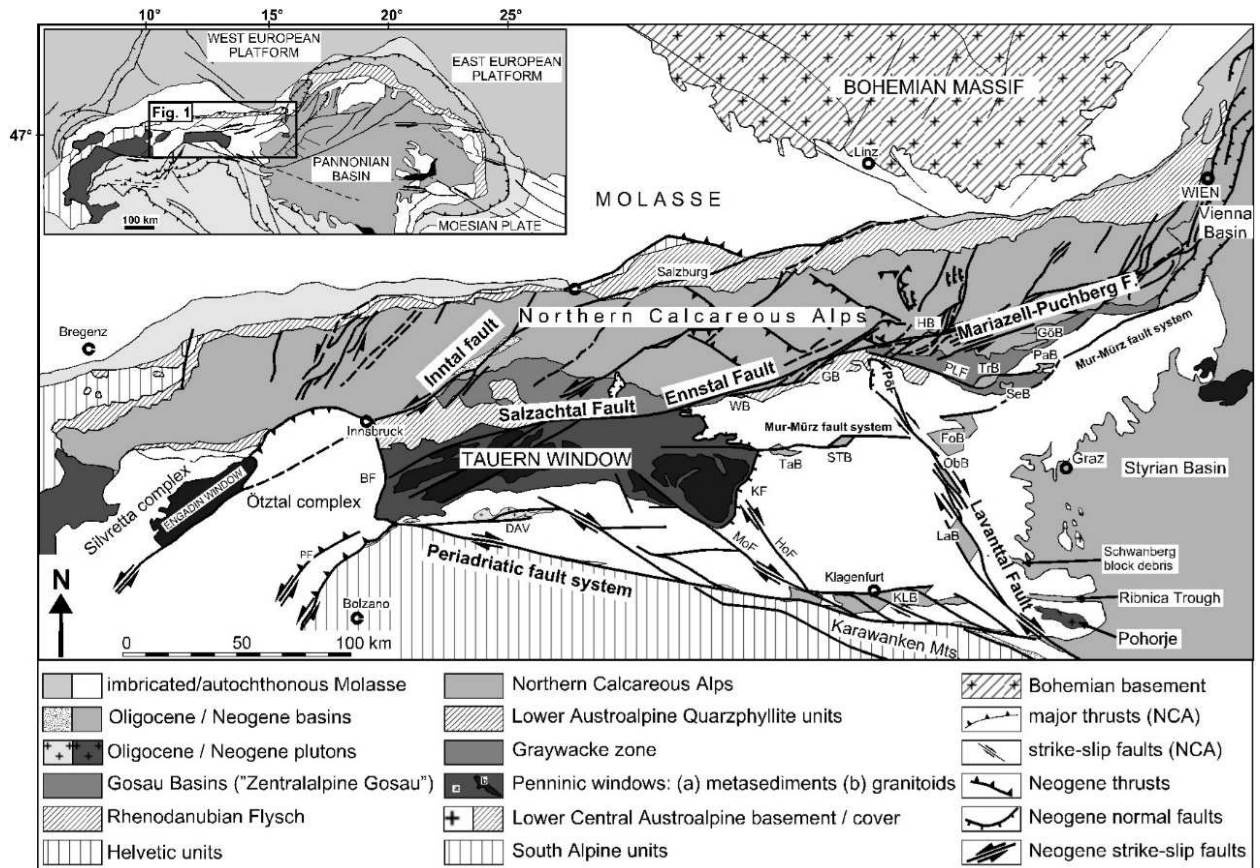 10°
15°
20°
25°
47°
WEST EUROPEAN
PLATFORM
EAST EUROPEAN
PLATFORM
Fig. 1
PANNONIAN
BASIN
MOESIAN PLATE
100 km
BOHEMIAN MASSIF
Linz
WIEN
Vienna
Basin
MOLASSE
Salzburg
Northern Calcareous Alps
HB
Mariazell-Puchberg F.
GöB
PaB
TrB
PLF
SeB
Mur-Mürz fault system
Bregenz
Inntal fault
Ennstal Fault
GB
PöF
WB
Salzachtal Fault
Innsbruck
Mur-Mürz fault system
FoB
TAUERN WINDOW
TaB
STB
ObB
Graz
Styrian Basin
Silvretta complex
ENGADIN WINDOW
Ötztal complex
BF
KF
DAV
Lavanttal Fault
LaB
PF
Periadriatic fault system
MoF
HoF
Schwanberg
block debris
N
Klagenfurt
KLB
Ribnica Trough
Bolzano
Karawanken Mts.
Pohorje
0 50 100 km
imbricated/autochthonous Molasse
Oligocene / Neogene basins
Oligocene / Neogene plutons
Gosau Basins ("Zentralalpine Gosau")
Rhenodanubian Flysch
Helvetic units
Northern Calcareous Alps
Lower Austroalpine Quarzphyllite units
Graywacke zone
a b
Penninic windows: (a) metasediments (b) granitoids
Lower Central Austroalpine basement / cover
South Alpine units
Bohemian basement
major thrusts (NCA)
strike-slip faults (NCA)
Neogene thrusts
Neogene normal faults
Neogene strike-slip faults